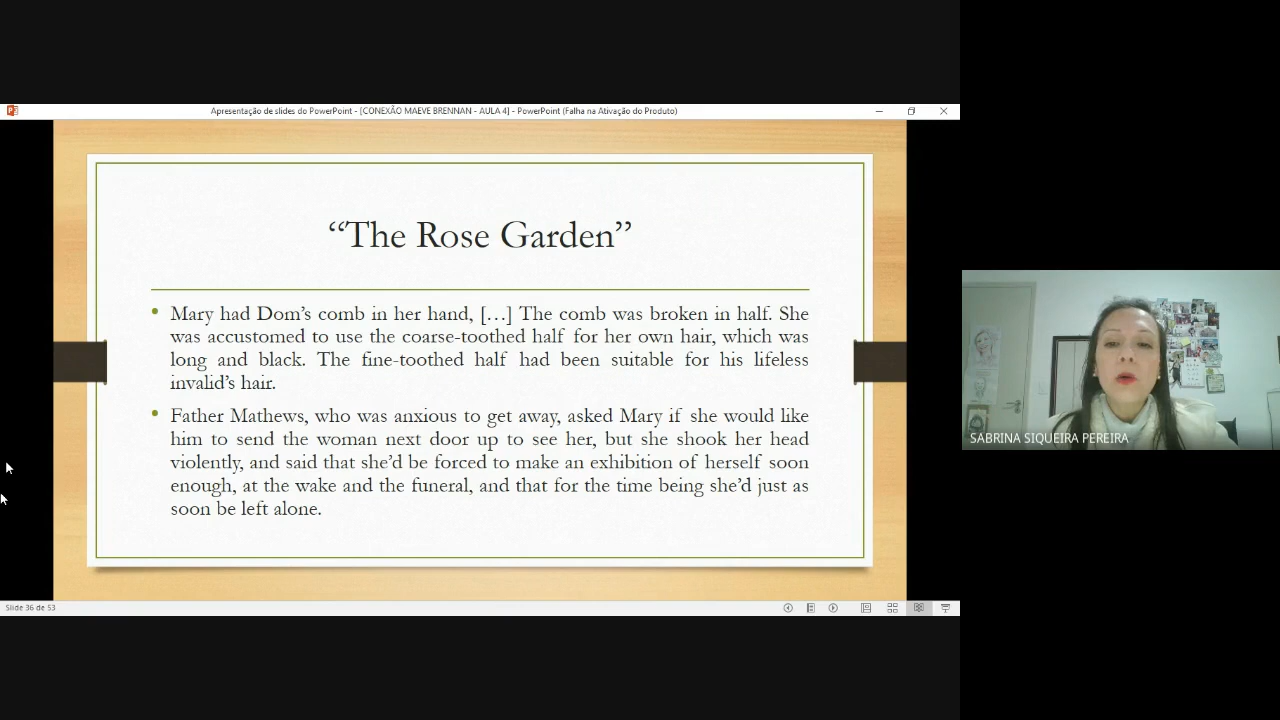 Apresentação de slides do PowerPoint - [CONEXÃO MAEVE BRENNAN - AULA 4] - PowerPoint (Falha na Ativação do Produto)
“The Rose Garden”
• Mary had Dom’s comb in her hand, […] The comb was broken in half. She
was accustomed to use the coarse-toothed half for her own hair, which was
long and black. The fine-toothed half had been suitable for his lifeless
invalid’s hair.
• Father Mathews, who was anxious to get away, asked Mary if she would like
him to send the woman next door up to see her, but she shook her head
violently, and said that she’d be forced to make an exhibition of herself soon
enough, at the wake and the funeral, and that for the time being she’d just as
soon be left alone.
SABRINA SIQUEIRA PEREIRA
Slide 36 de 53